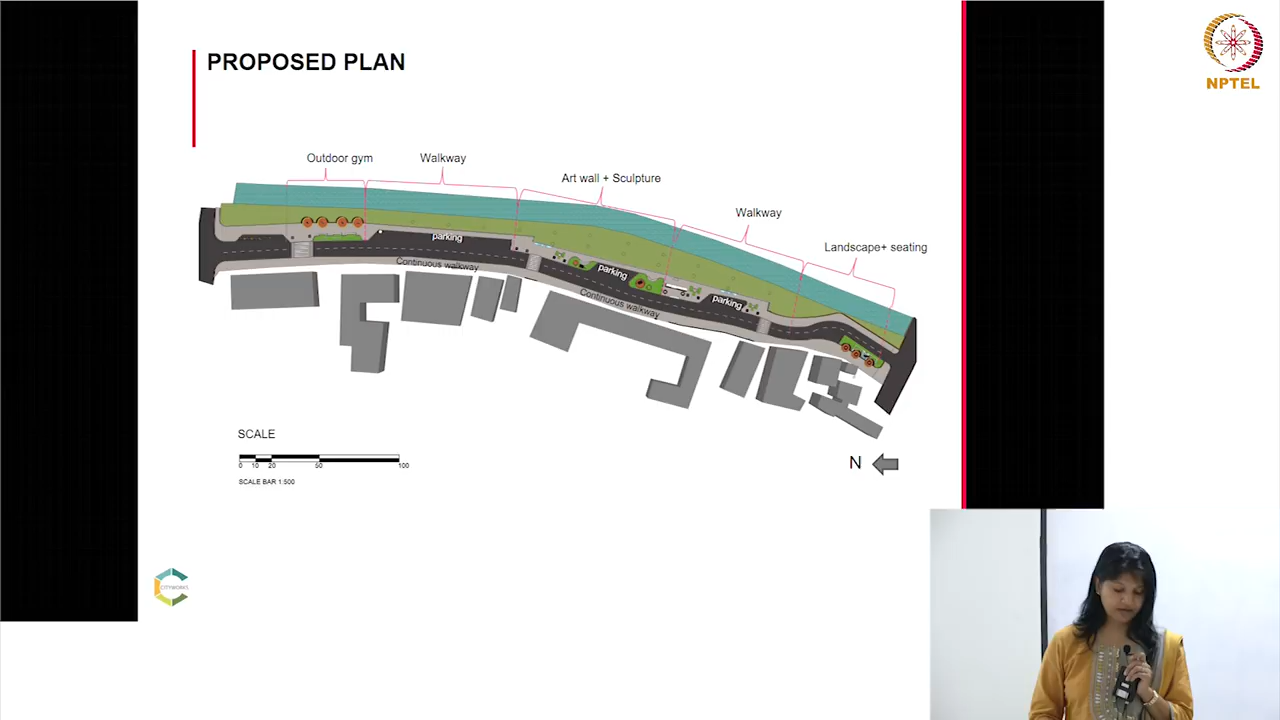 PROPOSED PLAN
NPTEL
Outdoor gym
Walkway
Art wall + Sculpture
Walkway
Landscape+ seating
parking
Continuous walkway
parking
Continuous walkway
parking
SCALE
0 10 20 50 100
SCALE BAR 1:500
N
CITYWORKS